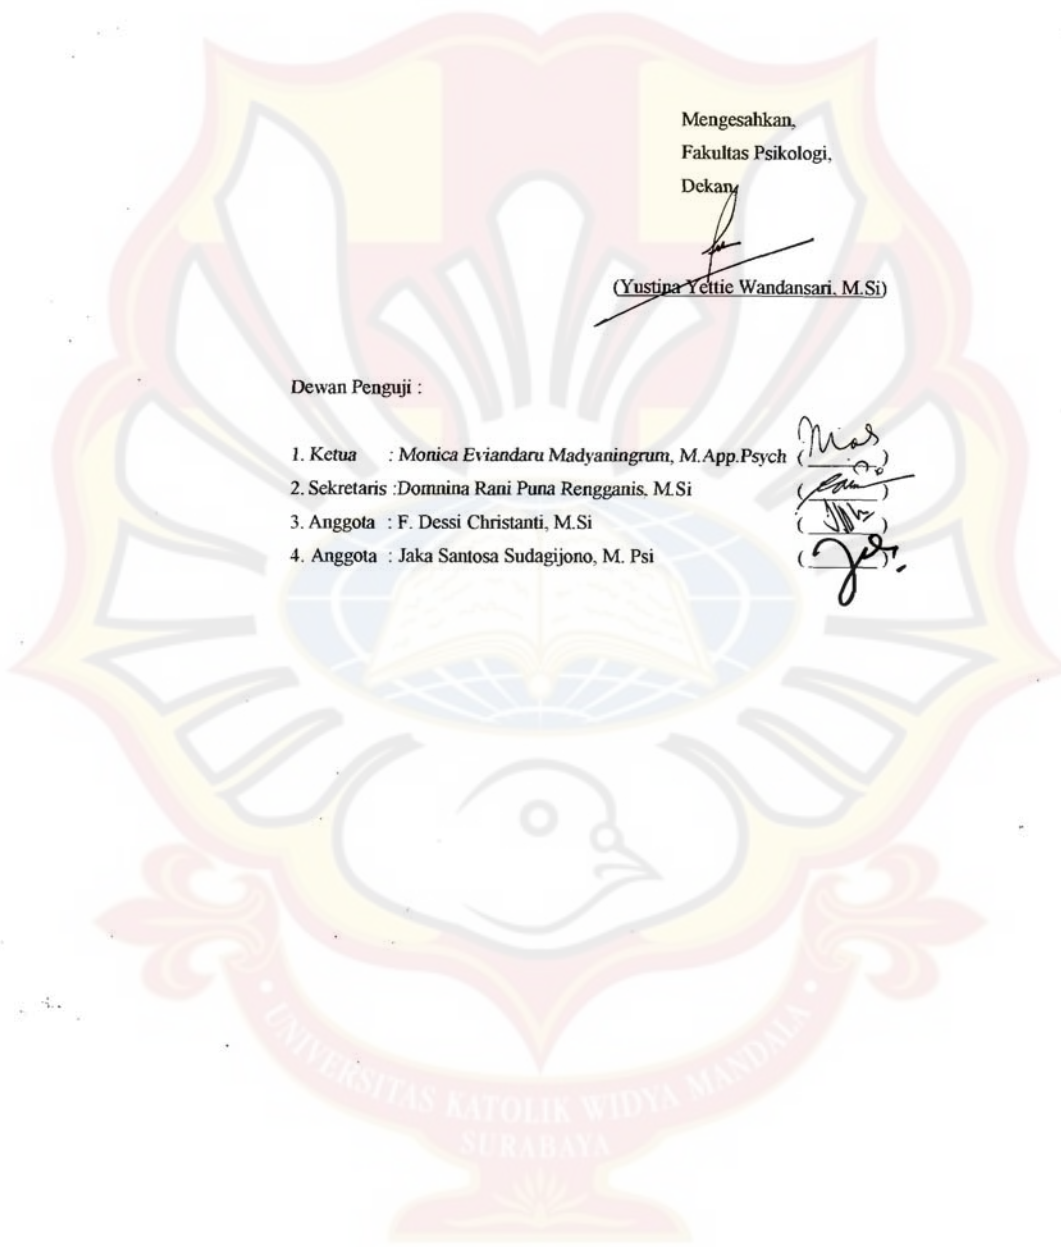 Mengesahkan,
Fakultas Psikologi,
Dekan,
(Yustina Yettie Wandansari, M.Si)
Dewan Penguji :
1. Ketua : Monica Eviandaru Madyaningrum, M.App.Psych (
2. Sekretaris :Domnina Rani Puna Rengganis, M.Si ( )
3. Anggota : F. Dessi Christanti, M.Si ( )
4. Anggota : Jaka Santosa Sudagijono, M. Psi ( )
UNIVERSITAS KATOLIK WIDYA MANDALA
SURABAYA